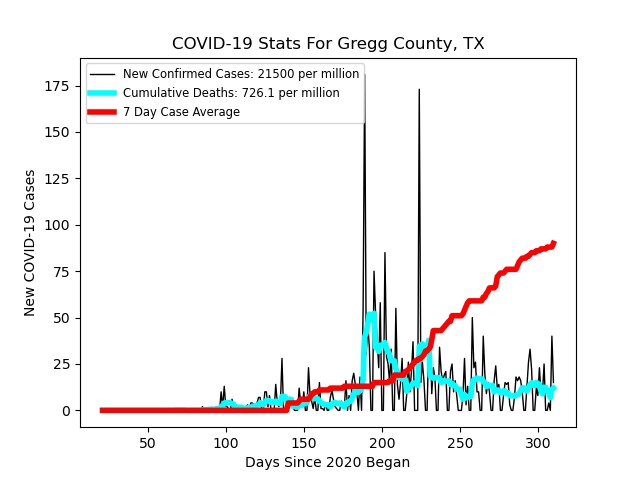 COVID-19 Stats For Gregg County, TX
New Confirmed Cases: 21500 per million
Cumulative Deaths: 726.1 per million
7 Day Case Average
New COVID-19 Cases
175
150
125
100
75
50
25
0
50 100 150 200 250 300
Days Since 2020 Began